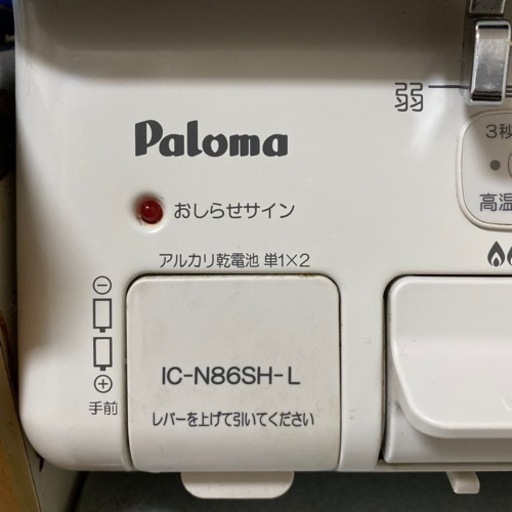 弱
Paloma
3秒
おしらせサイン
高温
アルカリ乾電池 単1×2
⊖
⊕
手前
IC-N86SH-L
レバーを上げて引いてください